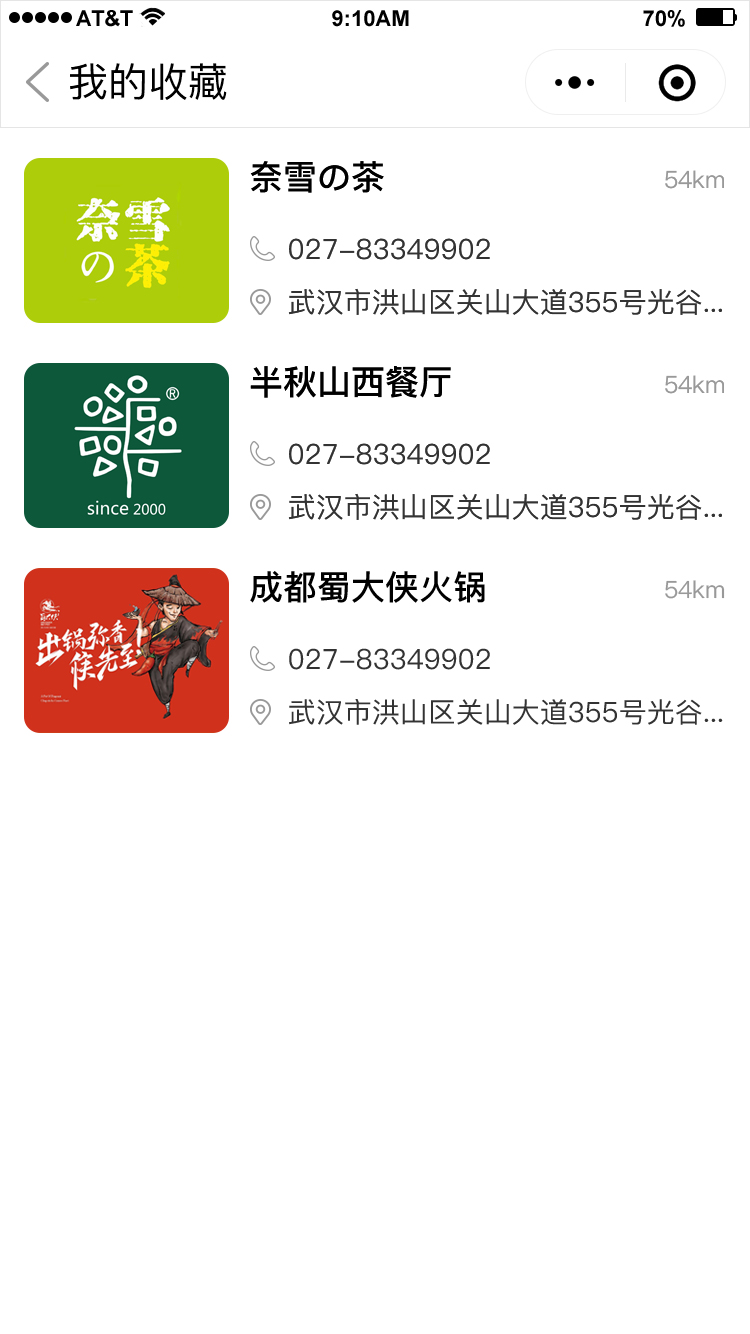 AT&T 9:10AM 70%
我的收藏
奈雪
の茶
奈雪の茶 54km
027-83349902
武汉市洪山区关山大道355号光谷...
半秋山西餐厅 54km
®
since 2000
027-83349902
武汉市洪山区关山大道355号光谷...
成都蜀大侠火锅 54km
出锅弥香
侠先至
027-83349902
武汉市洪山区关山大道355号光谷...